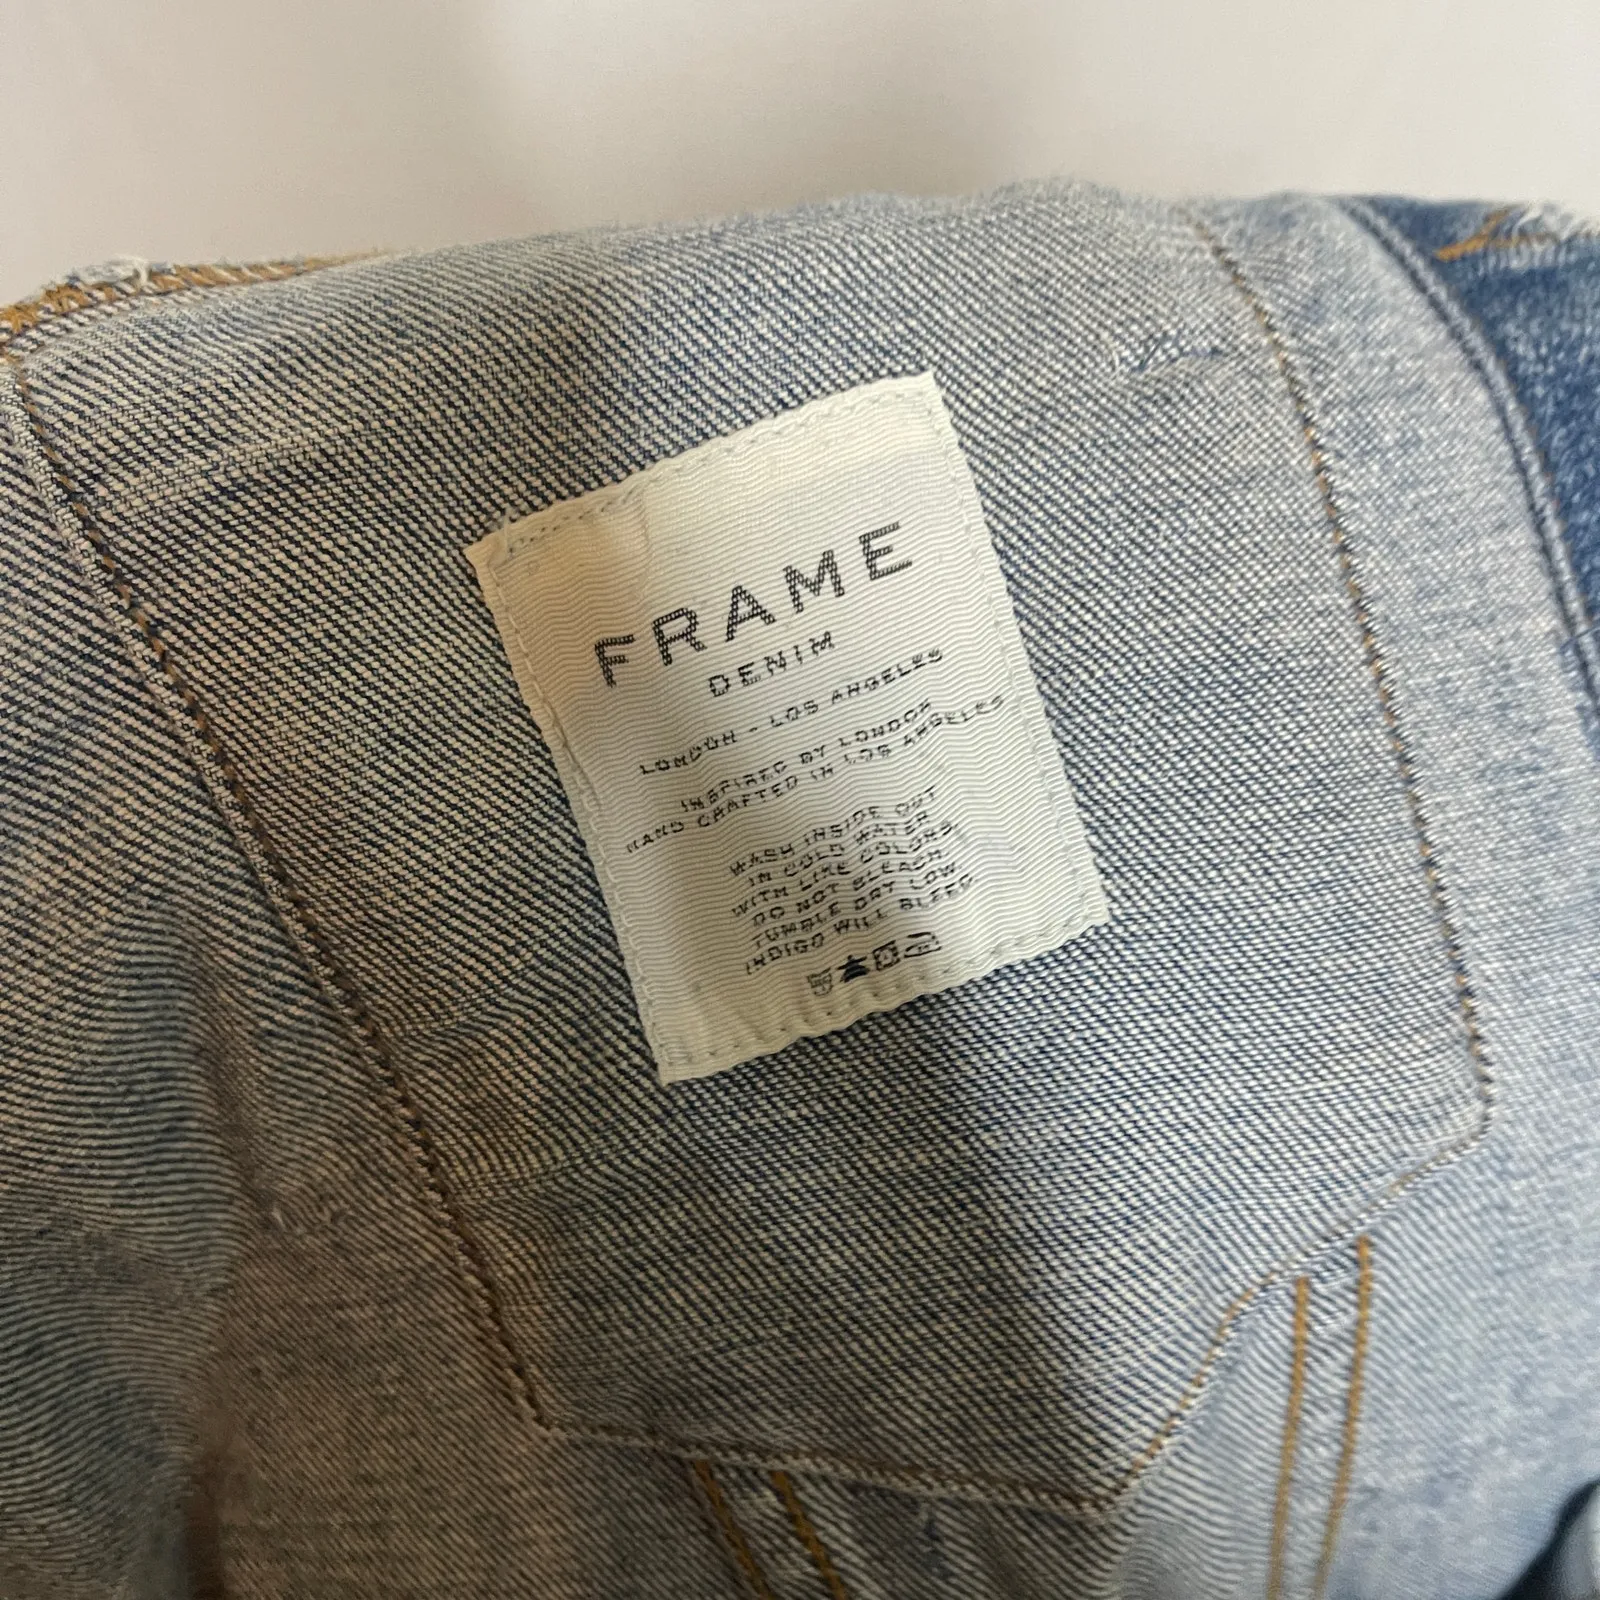 FRAME
DENIM
LONDON - LOS ANGELES
INSPIRED BY LONDON
HAND CRAFTED IN LOS ANGELES
WASH INSIDE OUT
IN COLD WATER
WITH LIKE COLORS
DO NOT BLEACH
TUMBLE DRY LOW
INDIGO WILL BLEED